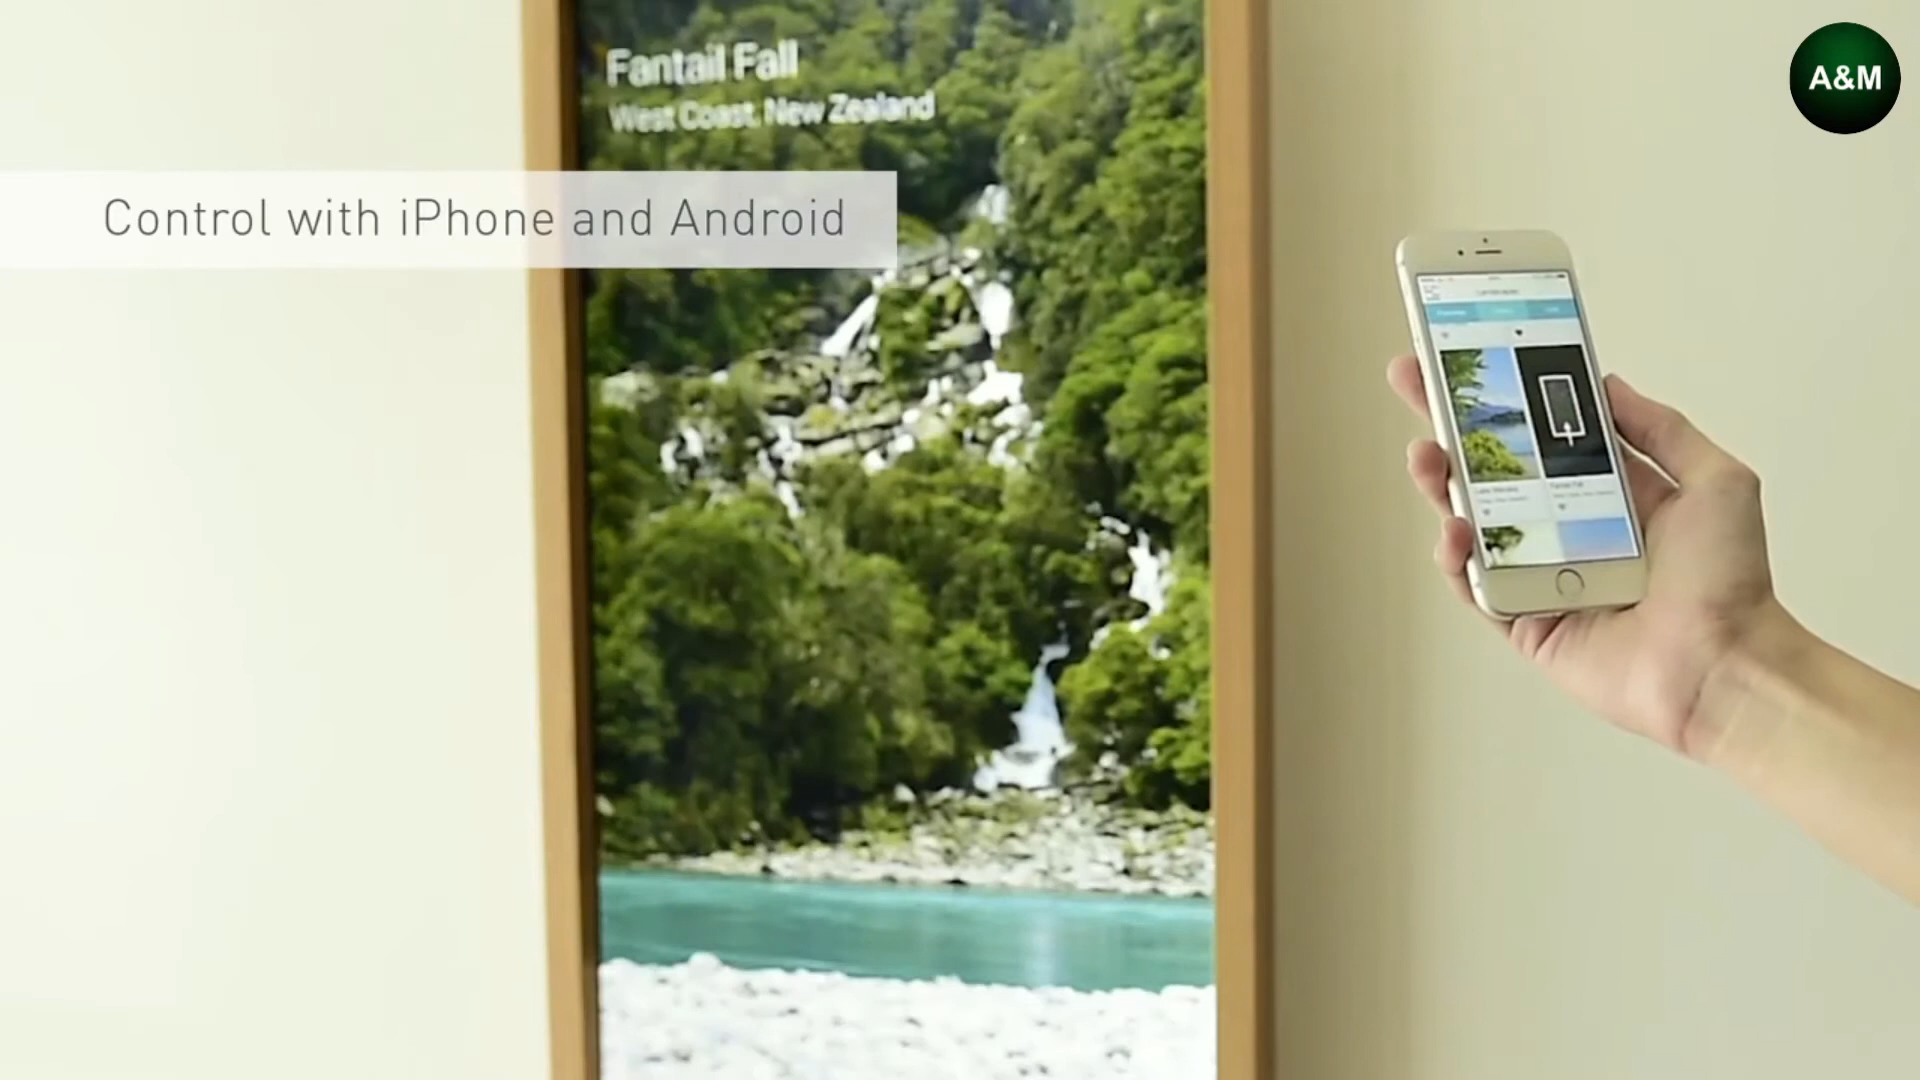 Fantail Fall
West Coast, New Zealand
A&M
Control with iPhone and Android